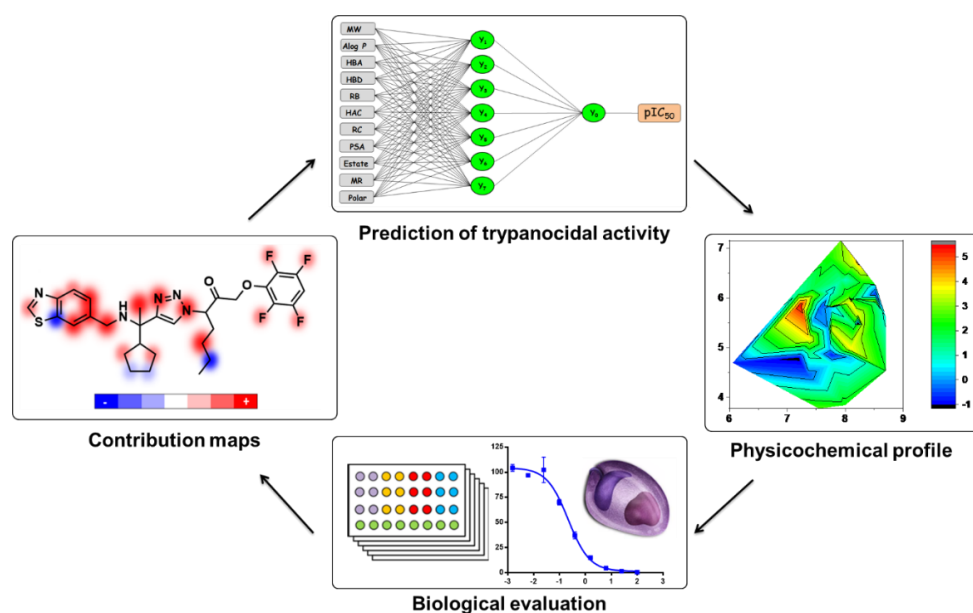 MW
Alog P
HBA
HBD
RB
HAC
RC
PSA
Estate
MR
Polar
Y₁
Y₂
Y₃
Y₄
Y₅
Y₆
Y₇
pIC₅₀
Prediction of trypanocidal activity
N
S
H
N
N
N
N
O
O
F
F
F
F
- +
Contribution maps
7
6
5
4
6 7 8 9
5
4
3
2
1
0
-1
Physicochemical profile
125
100
75
50
25
0
-3 -2 -1 0 1 2 3
Biological evaluation